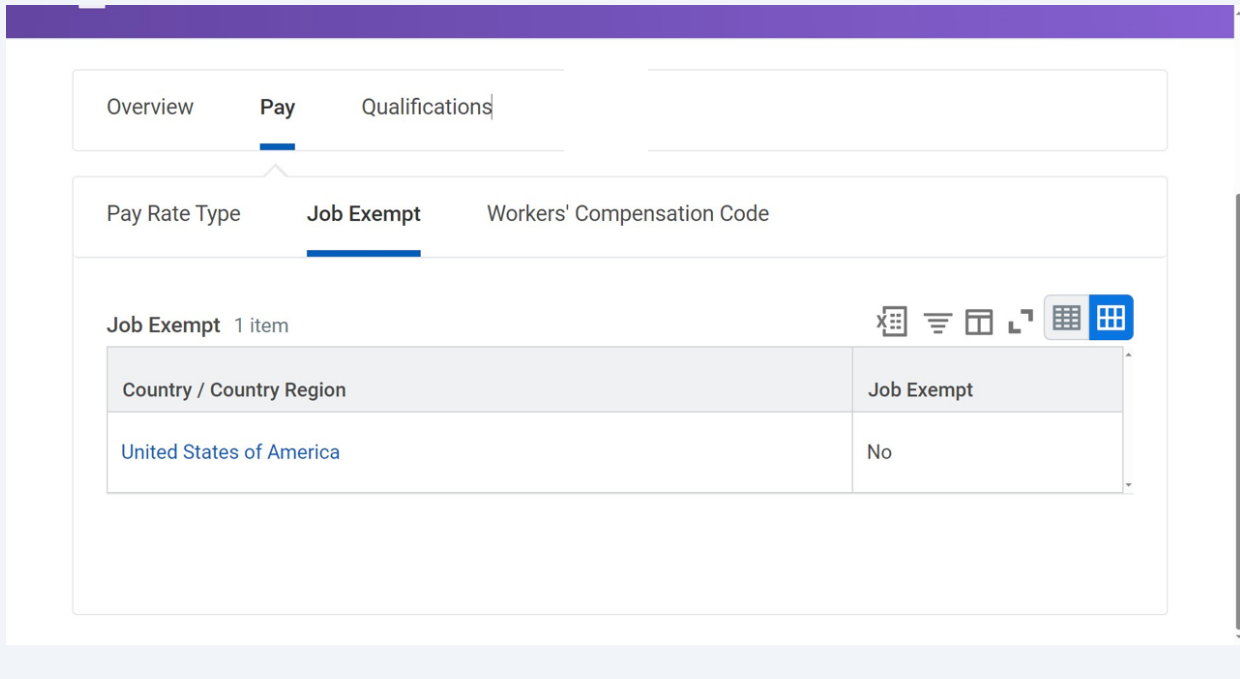 Overview Pay Qualifications
Pay Rate Type Job Exempt Workers' Compensation Code
Job Exempt 1 item
Country / Country Region Job Exempt
United States of America No